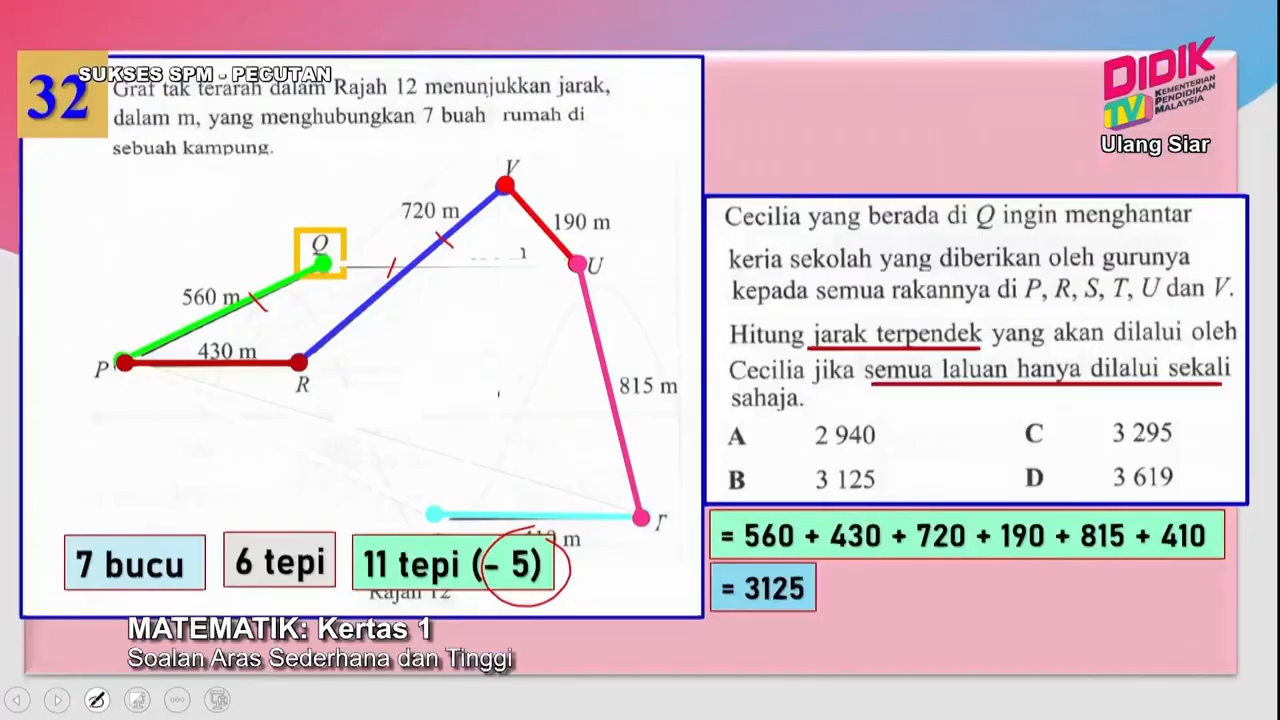 SUKSES SPM - PECUTAN
32
Graf tak terarah dalam Rajah 12 menunjukkan jarak,
dalam m, yang menghubungkan 7 buah rumah di
sebuah kampung.
DIDIK
TV
KEMENTERIAN
PENDIDIKAN
MALAYSIA
Ulang Siar
V
720 m
190 m
Q
U
560 m
430 m
P
R
815 m
T
m
7 bucu
6 tepi
11 tepi (- 5)
Rajah 12
Cecilia yang berada di Q ingin menghantar
keria sekolah yang diberikan oleh gurunya
kepada semua rakannya di P, R, S, T, U dan V.
Hitung jarak terpendek yang akan dilalui oleh
Cecilia jika semua laluan hanya dilalui sekali
sahaja.
A 2 940 C 3 295
B 3 125 D 3 619
= 560 + 430 + 720 + 190 + 815 + 410
= 3125
MATEMATIK: Kertas 1
Soalan Aras Sederhana dan Tinggi